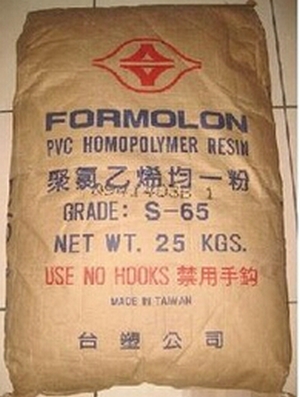 FORMOLON
PVC HOMOPOLYMER RESIN
聚氯乙烯均一粉
GRADE: S-65
NET WT. 25 KGS.
USE NO HOOKS 禁用手鈎
MADE IN TAIWAN
台塑公司